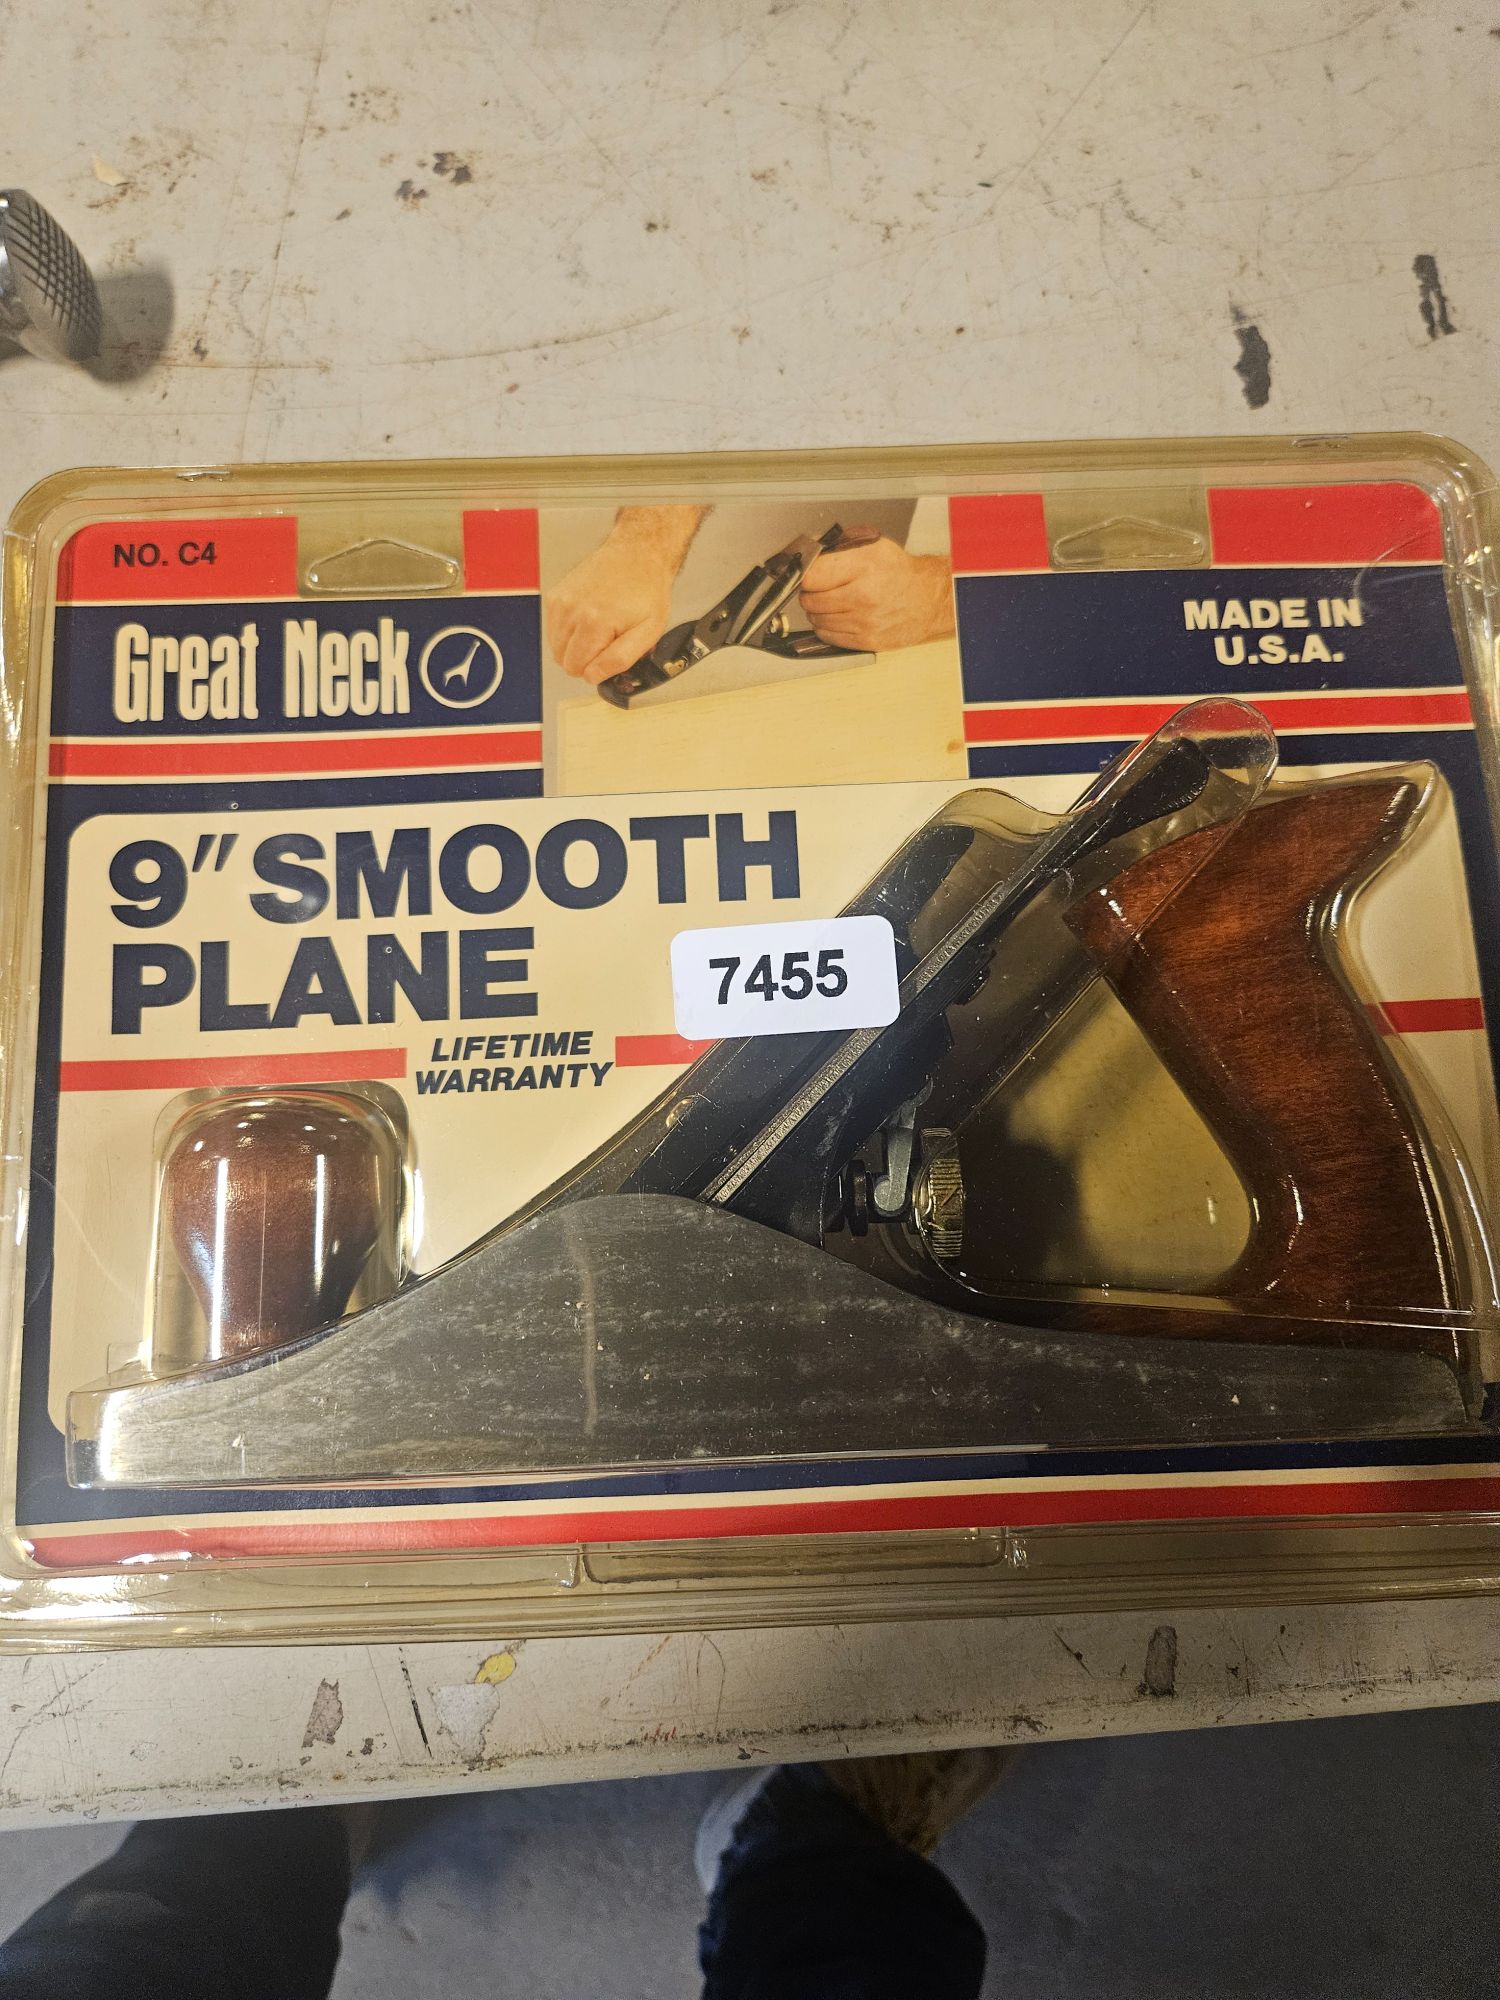 NO. C4
Great Neck
MADE IN
U.S.A.
9" SMOOTH
PLANE
7455
LIFETIME
WARRANTY